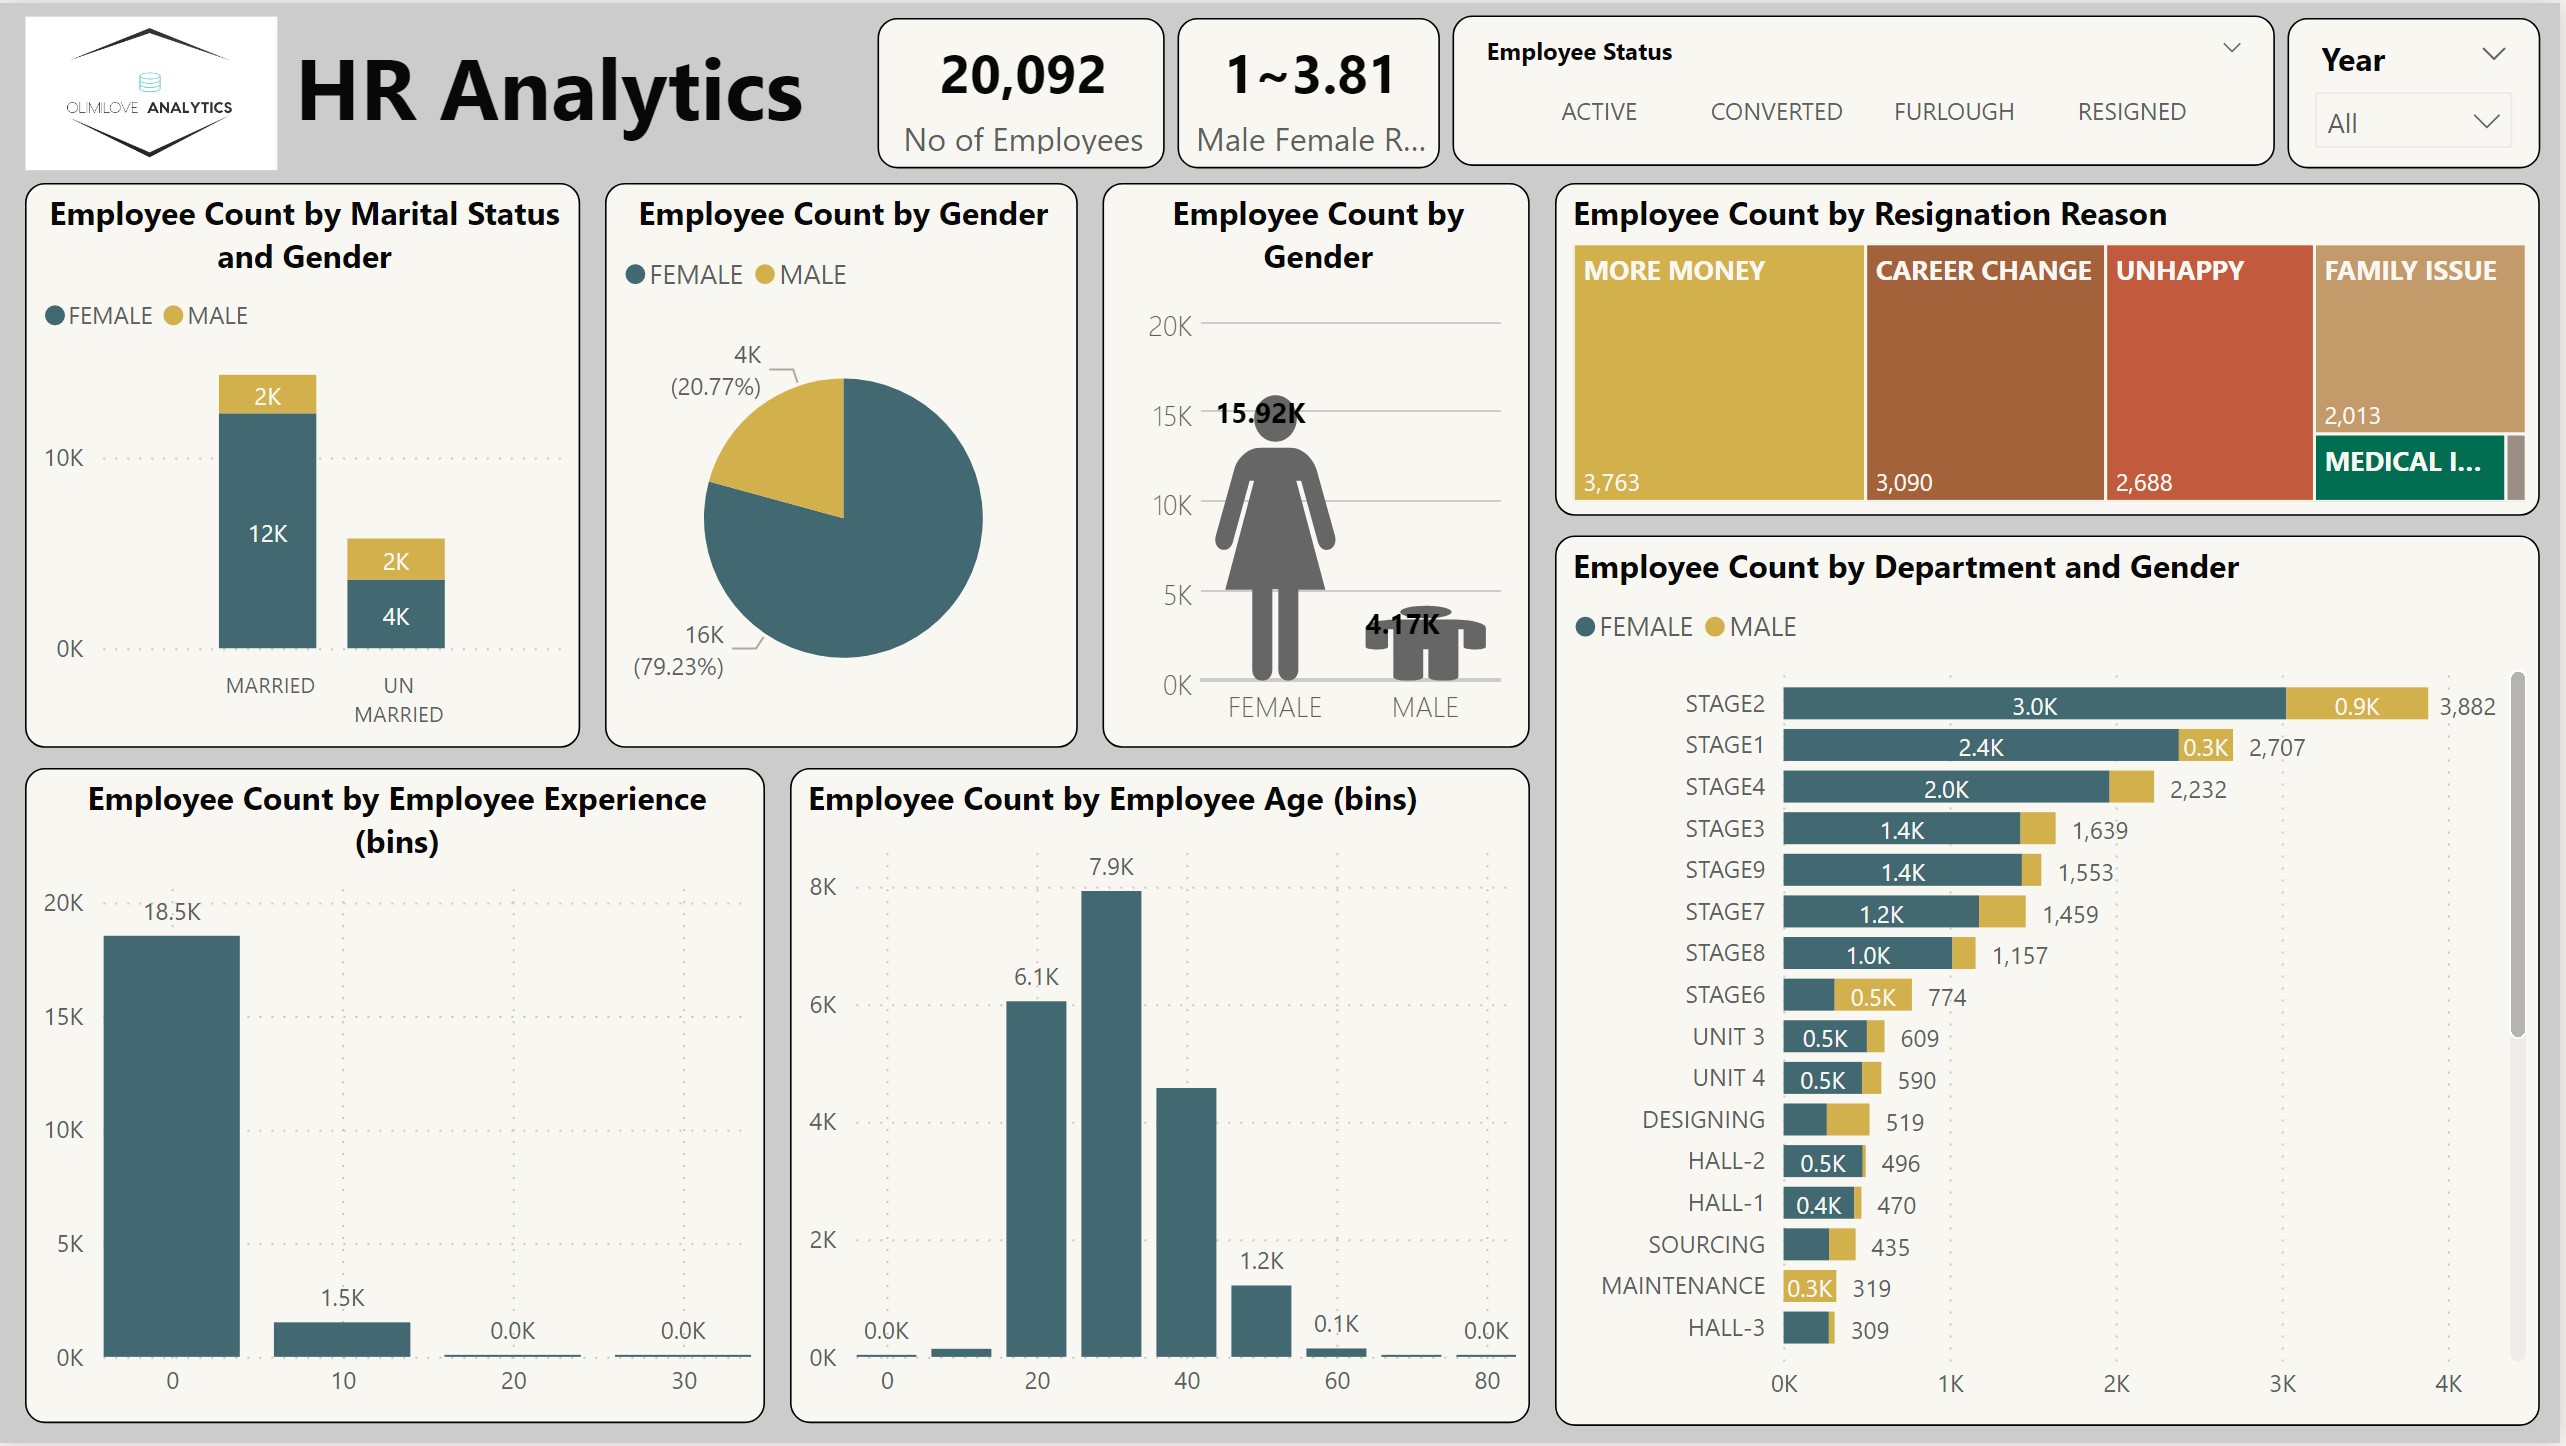 OLIMILOVE ANALYTICS
HR Analytics
20,092
No of Employees
1~3.81
Male Female R...
Employee Status
ACTIVE CONVERTED FURLOUGH RESIGNED
Year
All
Employee Count by Marital Status
and Gender
FEMALE MALE
10K
0K
2K
12K
2K
4K
MARRIED
UN
MARRIED
Employee Count by Gender
FEMALE MALE
4K
(20.77%)
16K
(79.23%)
Employee Count by
Gender
20K
15K
10K
5K
0K
15.92K
4.17K
FEMALE MALE
Employee Count by Resignation Reason
MORE MONEY
3,763
CAREER CHANGE
3,090
UNHAPPY
2,688
FAMILY ISSUE
2,013
MEDICAL I...
Employee Count by Employee Experience
(bins)
20K
15K
10K
5K
0K
18.5K
1.5K
0.0K
0.0K
0 10 20 30
Employee Count by Employee Age (bins)
8K
6K
4K
2K
0K
0.0K
6.1K
7.9K
1.2K
0.1K
0.0K
0 20 40 60 80
Employee Count by Department and Gender
FEMALE MALE
STAGE2 3.0K 0.9K 3,882
STAGE1 2.4K 0.3K 2,707
STAGE4 2.0K 2,232
STAGE3 1.4K 1,639
STAGE9 1.4K 1,553
STAGE7 1.2K 1,459
STAGE8 1.0K 1,157
STAGE6 0.5K 774
UNIT 3 0.5K 609
UNIT 4 0.5K 590
DESIGNING 519
HALL-2 0.5K 496
HALL-1 0.4K 470
SOURCING 435
MAINTENANCE 0.3K 319
HALL-3 309
0K 1K 2K 3K 4K